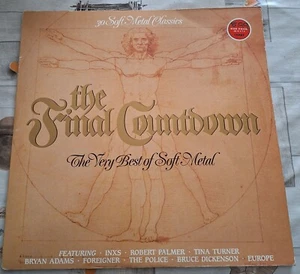 30 Soft Metal Classics
the
Final Countdown
The Very Best of Soft Metal
FEATURING · INXS · ROBERT PALMER · TINA TURNER
BRYAN ADAMS · FOREIGNER · THE POLICE · BRUCE DICKENSON · EUROPE